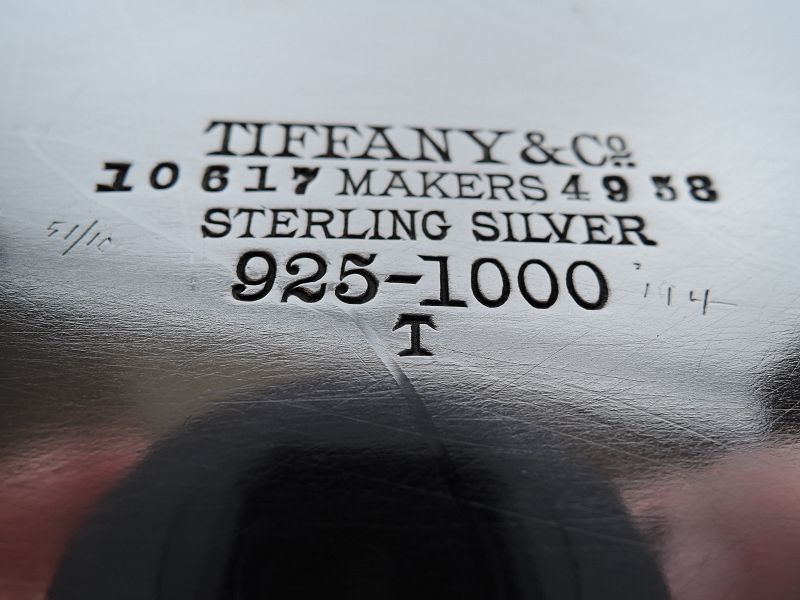 TIFFANY & Co.
10617 MAKERS 4958
STERLING SILVER
925-1000
T